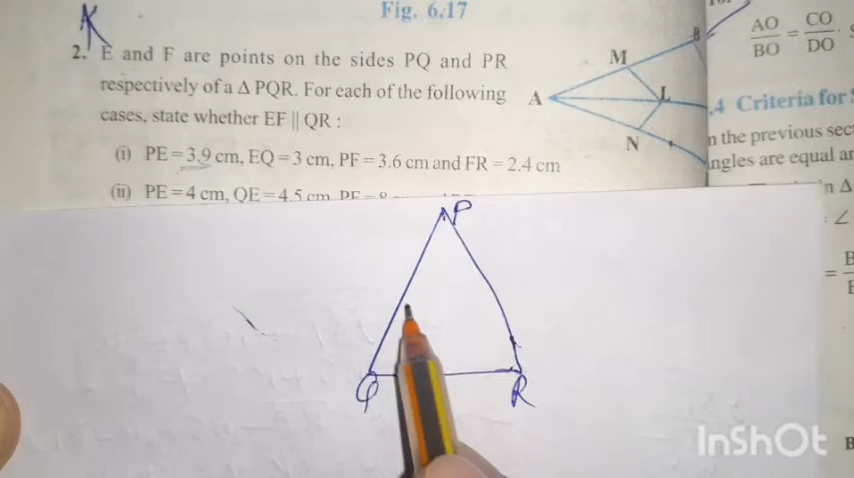 Fig. 6.17
2. E and F are points on the sides PQ and PR
respectively of a Δ PQR. For each of the following
cases, state whether EF || QR :
(i) PE = 3.9 cm, EQ = 3 cm, PF = 3.6 cm and FR = 2.4 cm
(ii) PE = 4 cm, QE = 4.5 cm,
A
M
B
L
N
AO/BO = CO/DO.
.4 Criteria for
n the previous sec
ngles are equal ar
n Δ
∠
=
P
Q
R
InShOt